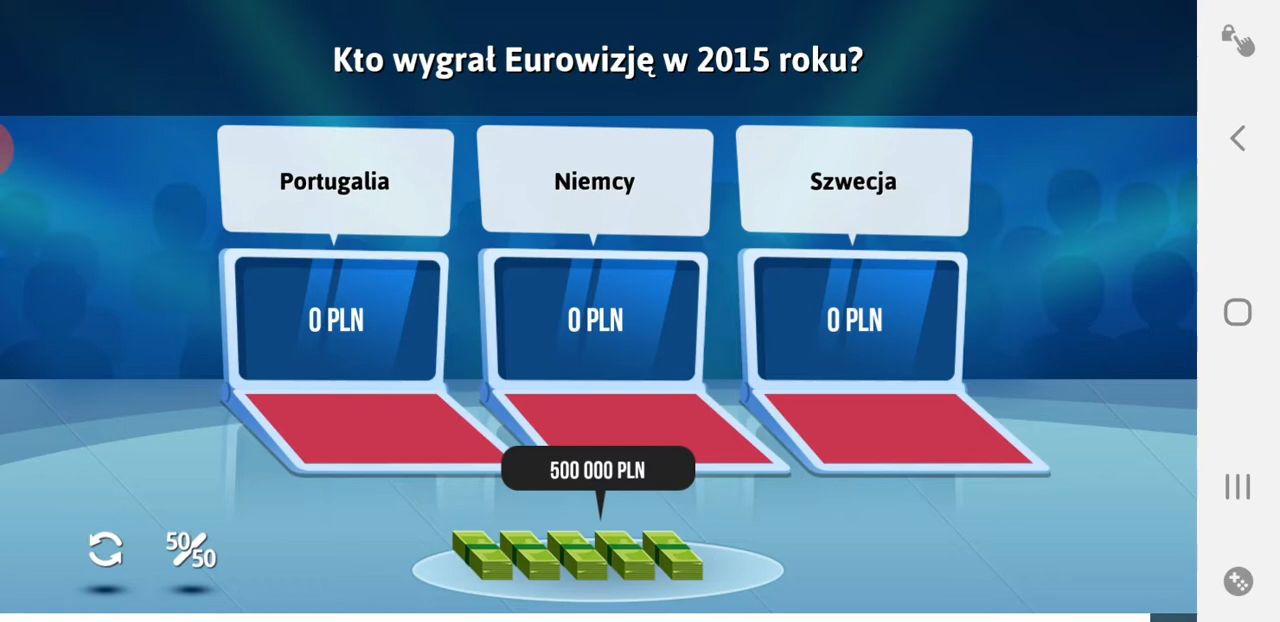 Kto wygrał Eurowizję w 2015 roku?
Portugalia
Niemcy
Szwecja
0 PLN
0 PLN
0 PLN
500 000 PLN
50/50